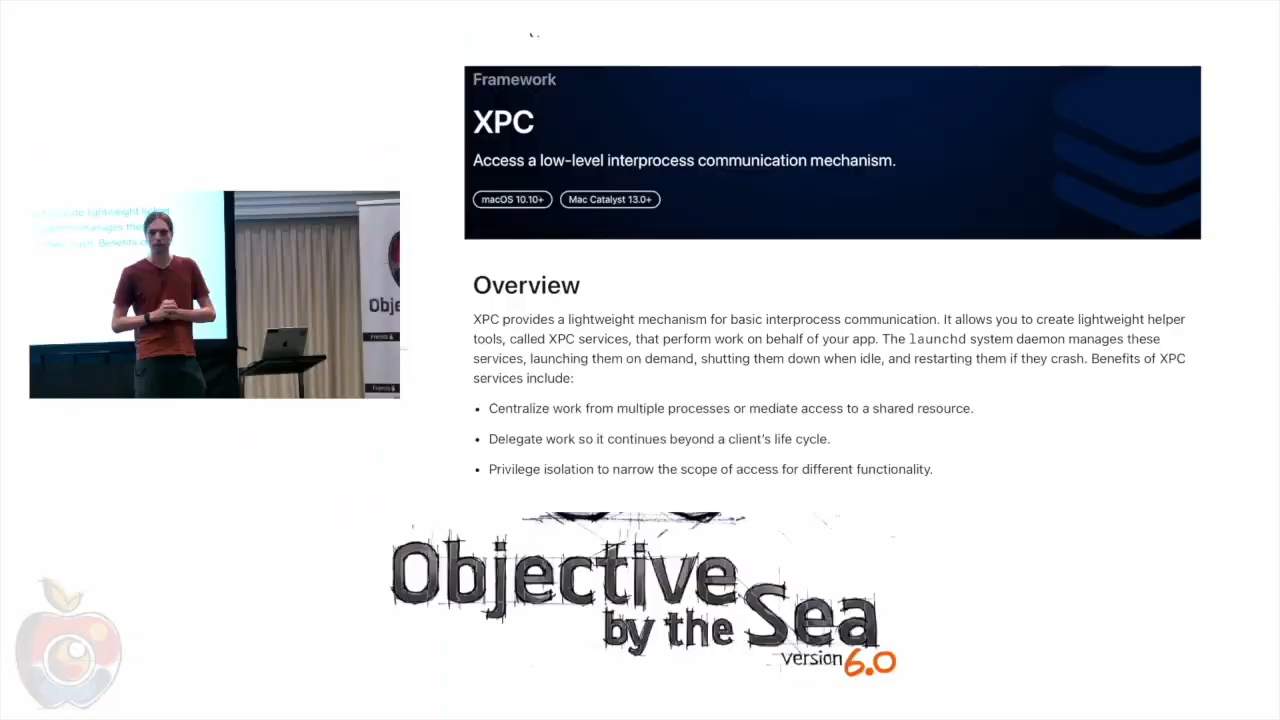 Framework
XPC
Access a low-level interprocess communication mechanism.
macOS 10.10+ Mac Catalyst 13.0+
Overview
XPC provides a lightweight mechanism for basic interprocess communication. It allows you to create lightweight helper
tools, called XPC services, that perform work on behalf of your app. The launchd system daemon manages these
services, launching them on demand, shutting them down when idle, and restarting them if they crash. Benefits of XPC
services include:
• Centralize work from multiple processes or mediate access to a shared resource.
• Delegate work so it continues beyond a client's life cycle.
• Privilege isolation to narrow the scope of access for different functionality.
Obje
Friends
Friends
Objective
by the Sea
version 6.0